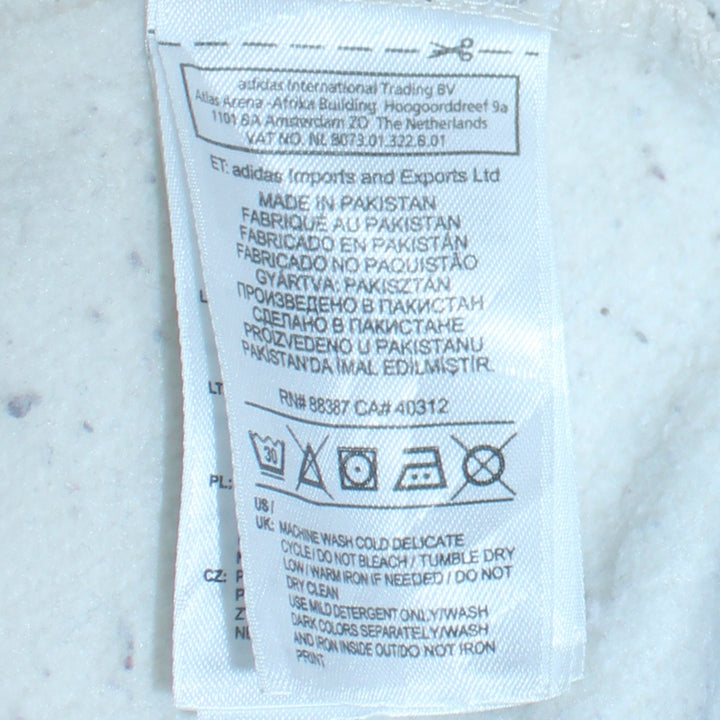 adidas International Trading BV
Atlas Arena -Afrika Building Hoogoorddreef 9a
1101 BA Amsterdam ZO The Netherlands
VAT NO. NL 8073.01.322.B.01
ET: adidas Imports and Exports Ltd
MADE IN PAKISTAN
FABRIQUÉ AU PAKISTAN
FABRICADO EN PAKISTÁN
FABRICADO NO PAQUISTÃO
GYÁRTVA: PAKISZTÁN
ПРОИЗВЕДЕНО В ПАКИСТАН
СДЕЛАНО В ПАКИСТАНЕ
PROIZVEDENO U PAKISTANU
PAKISTAN'DA İMAL EDİLMİŞTİR.
RN# 88387 CA# 40312
30
US /
UK: MACHINE WASH COLD DELICATE
CYCLE / DO NOT BLEACH / TUMBLE DRY
LOW / WARM IRON IF NEEDED / DO NOT
DRY CLEAN
USE MILD DETERGENT ONLY/WASH
DARK COLORS SEPARATELY/WASH
AND IRON INSIDE OUT/DO NOT IRON
PRINT
LT
PL:
CZ: